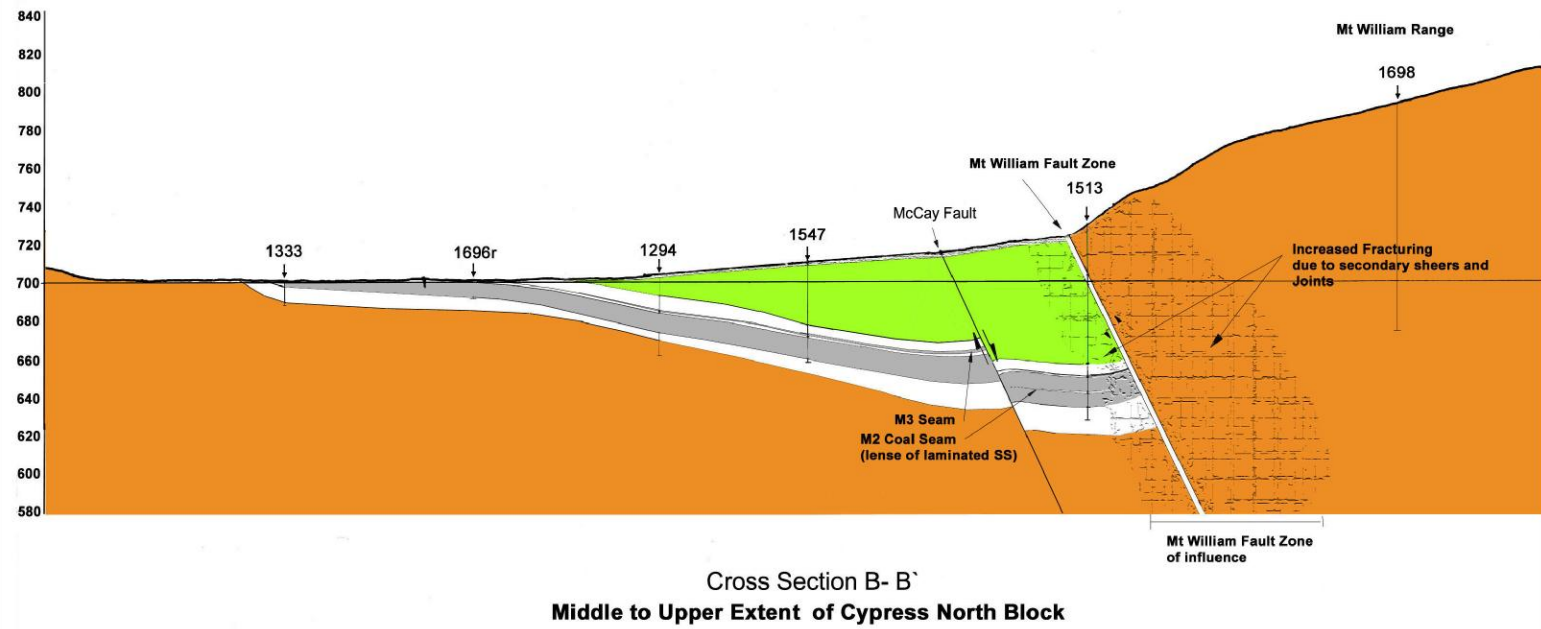 840
820
800
780
760
740
720
700
680
660
640
620
600
580
Mt William Range
1698
Mt William Fault Zone
1513
McCay Fault
1547
1294
1696r
1333
Increased Fracturing
due to secondary sheers and
Joints
M3 Seam
M2 Coal Seam
(lense of laminated SS)
Mt William Fault Zone
of influence
Cross Section B- B`
Middle to Upper Extent of Cypress North Block